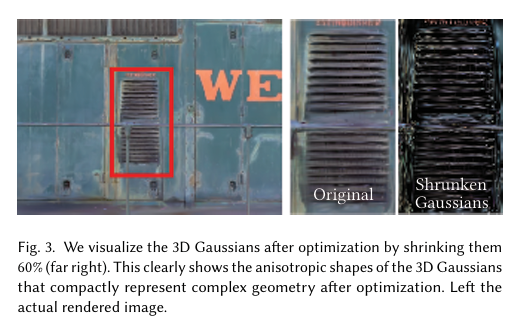 WE
Original
Shrunken
Gaussians
Fig. 3. We visualize the 3D Gaussians after optimization by shrinking them
60% (far right). This clearly shows the anisotropic shapes of the 3D Gaussians
that compactly represent complex geometry after optimization. Left the
actual rendered image.